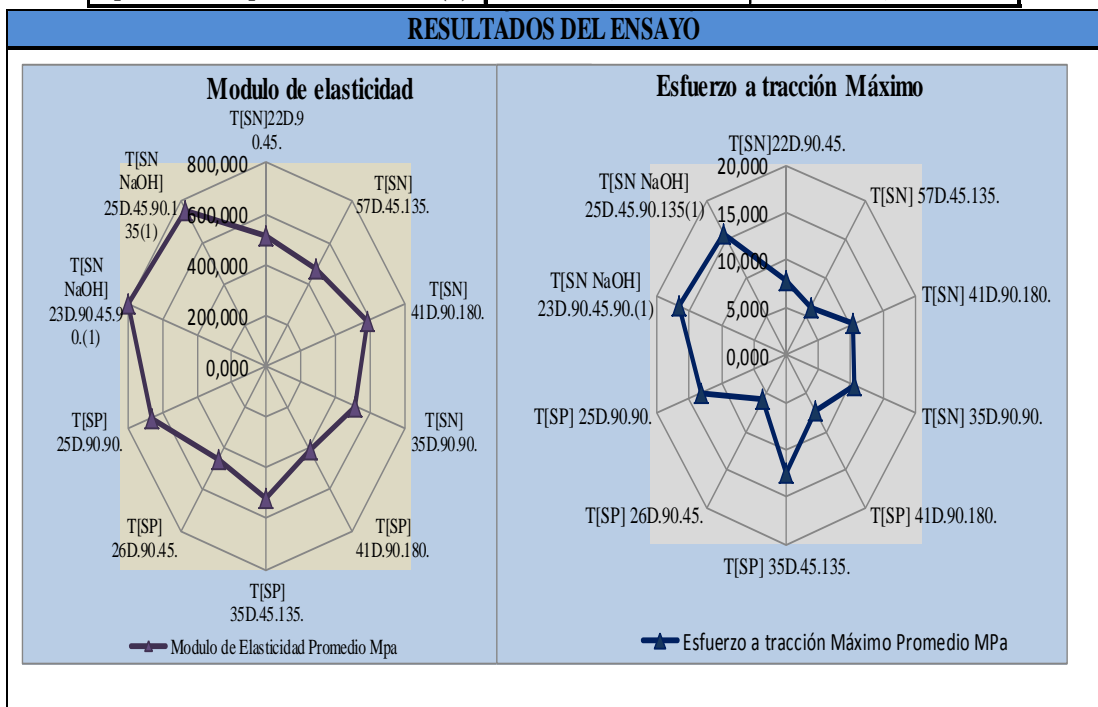 RESULTADOS DEL ENSAYO
Modulo de elasticidad
T[SN]22D.9
0.45.
T[SN]
57D.45.135.
T[SN]
41D.90.180.
T[SN]
35D.90.90.
T[SP]
41D.90.180.
T[SP]
35D.45.135.
T[SP]
26D.90.45.
T[SP]
25D.90.90.
T[SN
NaOH]
23D.90.45.9
0.(1)
T[SN
NaOH]
25D.45.90.1
35(1)
800,000
600,000
400,000
200,000
0,000
Modulo de Elasticidad Promedio Mpa
Esfuerzo a tracción Máximo
T[SN]22D.90.45.
T[SN] 57D.45.135.
T[SN] 41D.90.180.
T[SN] 35D.90.90.
T[SP] 41D.90.180.
T[SP] 35D.45.135.
T[SP] 26D.90.45.
T[SP] 25D.90.90.
T[SN NaOH]
23D.90.45.90.(1)
T[SN NaOH]
25D.45.90.135(1)
20,000
15,000
10,000
5,000
0,000
Esfuerzo a tracción Máximo Promedio MPa